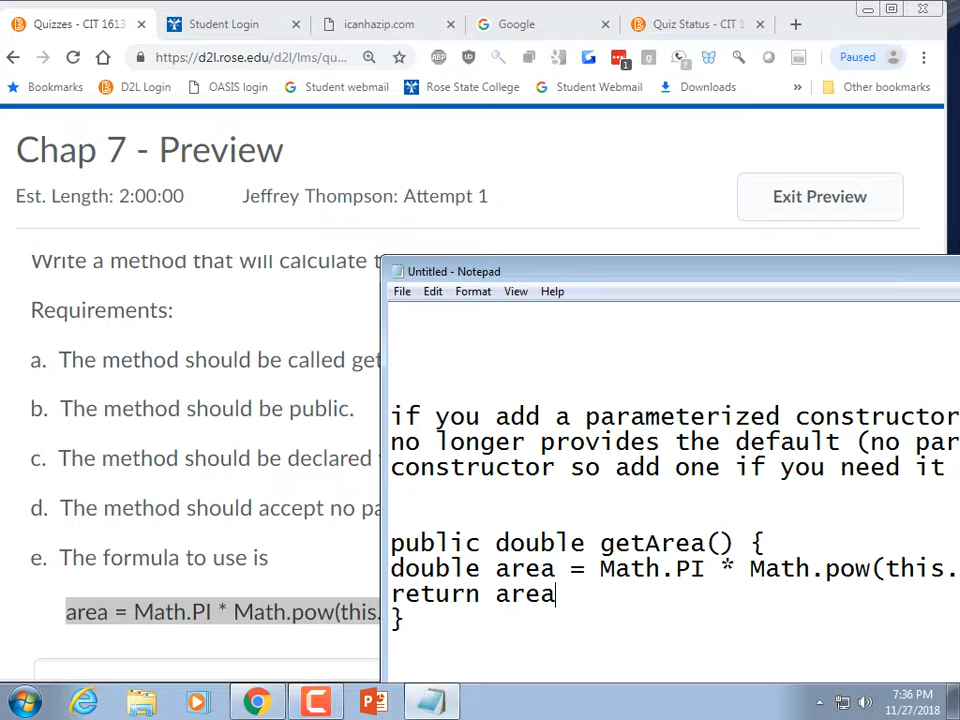 Quizzes - CIT 1613
Student Login
icanhazip.com
Google
Quiz Status - CIT 1
https://d2l.rose.edu/d2l/lms/qu...
ABP
1
g
?
Paused
Bookmarks
D2L Login
OASIS login
Student webmail
Rose State College
Student Webmail
Downloads
»
Other bookmarks
Chap 7 - Preview
Est. Length: 2:00:00
Jeffrey Thompson: Attempt 1
Exit Preview
Write a method that will calculate t
Requirements:
a. The method should be called get
b. The method should be public.
c. The method should be declared
d. The method should accept no pa
e. The formula to use is
area = Math.PI * Math.pow(this.
Untitled - Notepad
File Edit Format View Help
if you add a parameterized constructor
no longer provides the default (no par
constructor so add one if you need it
public double getArea() {
double area = Math.PI * Math.pow(this.
return area
}
7:36 PM
11/27/2018